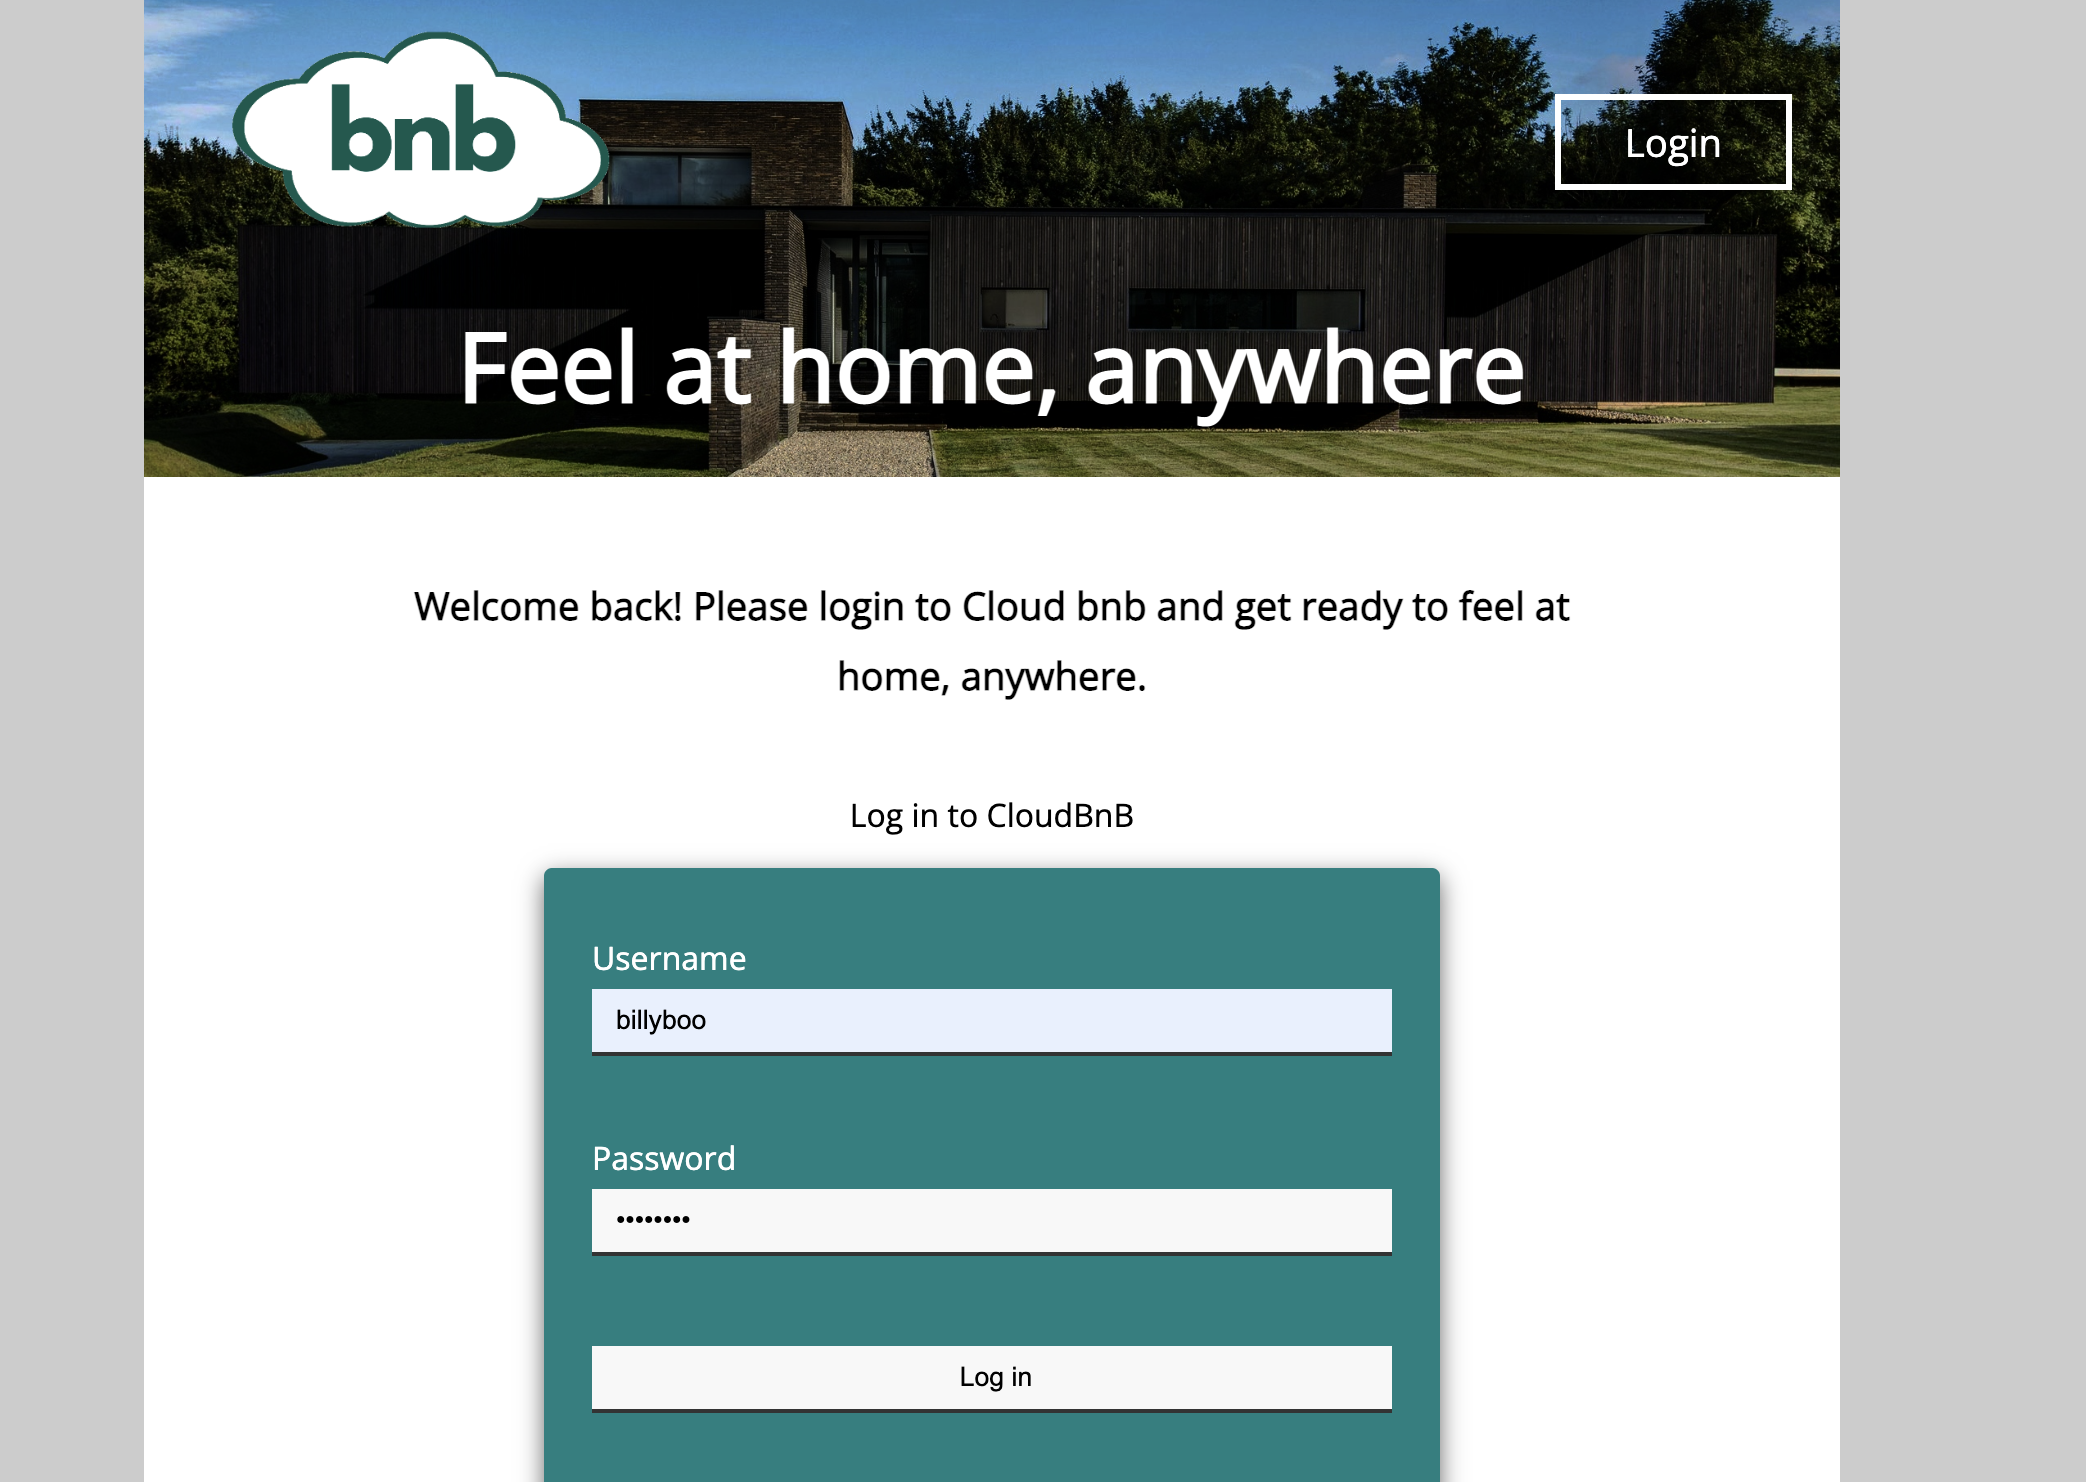 bnb
Login
Feel at home, anywhere
Welcome back! Please login to Cloud bnb and get ready to feel at
home, anywhere.
Log in to CloudBnB
Username
billyboo
Password
••••••••
Log in